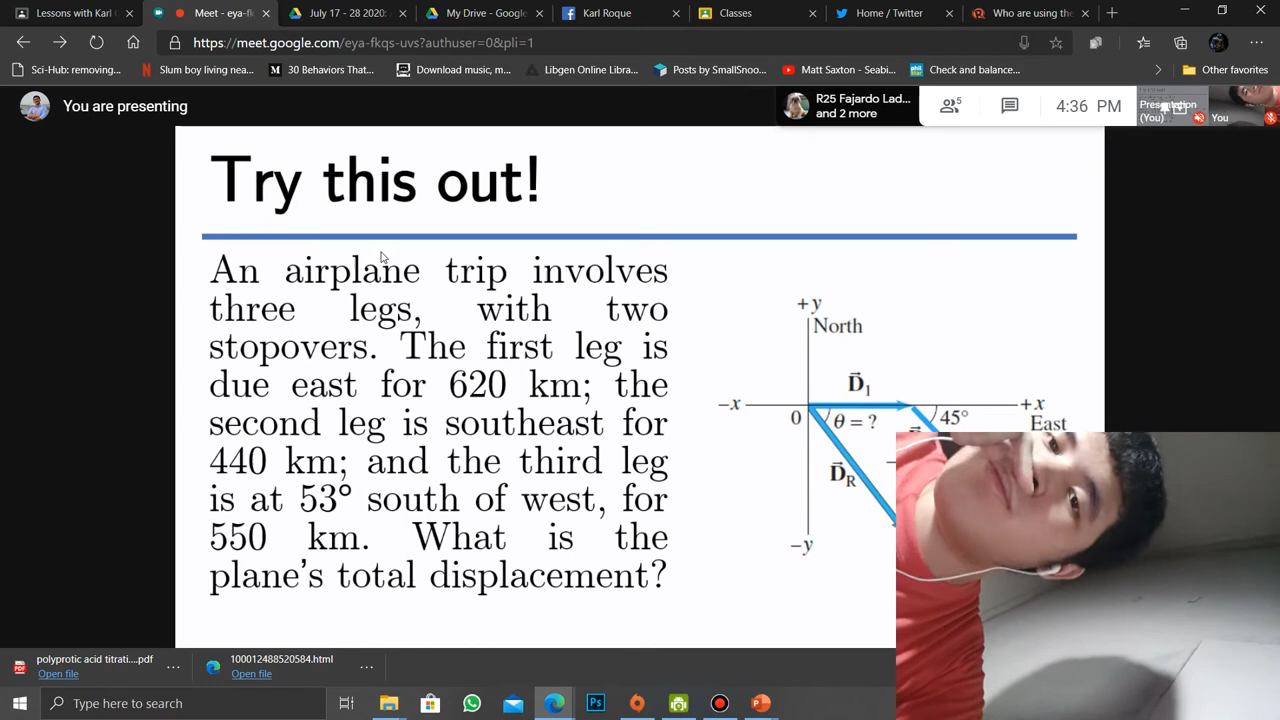 Lessons with Karl
Meet - eya-fk
July 17 - 28 2020:
My Drive - Google
Karl Roque
Classes
Home / Twitter
Who are using the
https://meet.google.com/eya-fkqs-uvs?authuser=0&pli=1
Sci-Hub: removing...
Slum boy living nea...
30 Behaviors That...
Download music, m...
Libgen Online Libra...
Posts by SmallSnoo...
Matt Saxton - Seabi...
Check and balance...
Other favorites
You are presenting
R25 Fajardo Lad...
and 2 more
5
4:36 PM
Presentation
(You)
You
Try this out!
An airplane trip involves
three legs, with two
stopovers. The first leg is
due east for 620 km; the
second leg is southeast for
440 km; and the third leg
is at 53° south of west, for
550 km. What is the
plane's total displacement?
+y
North
D⃗₁
−x
0
θ = ?
45°
+x
East
D⃗R
−y
polyprotic acid titrati....pdf
Open file
100012488520584.html
Open file
Type here to search